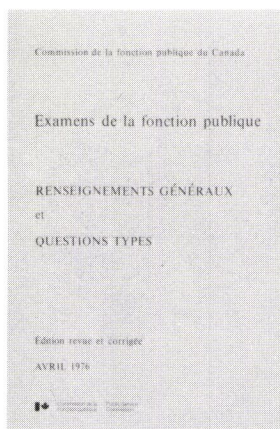 Commission de la fonction publique du Canada
Examens de la fonction publique
RENSEIGNEMENTS GÉNÉRAUX
et
QUESTIONS TYPES
Édition revue et corrigée
AVRIL 1976